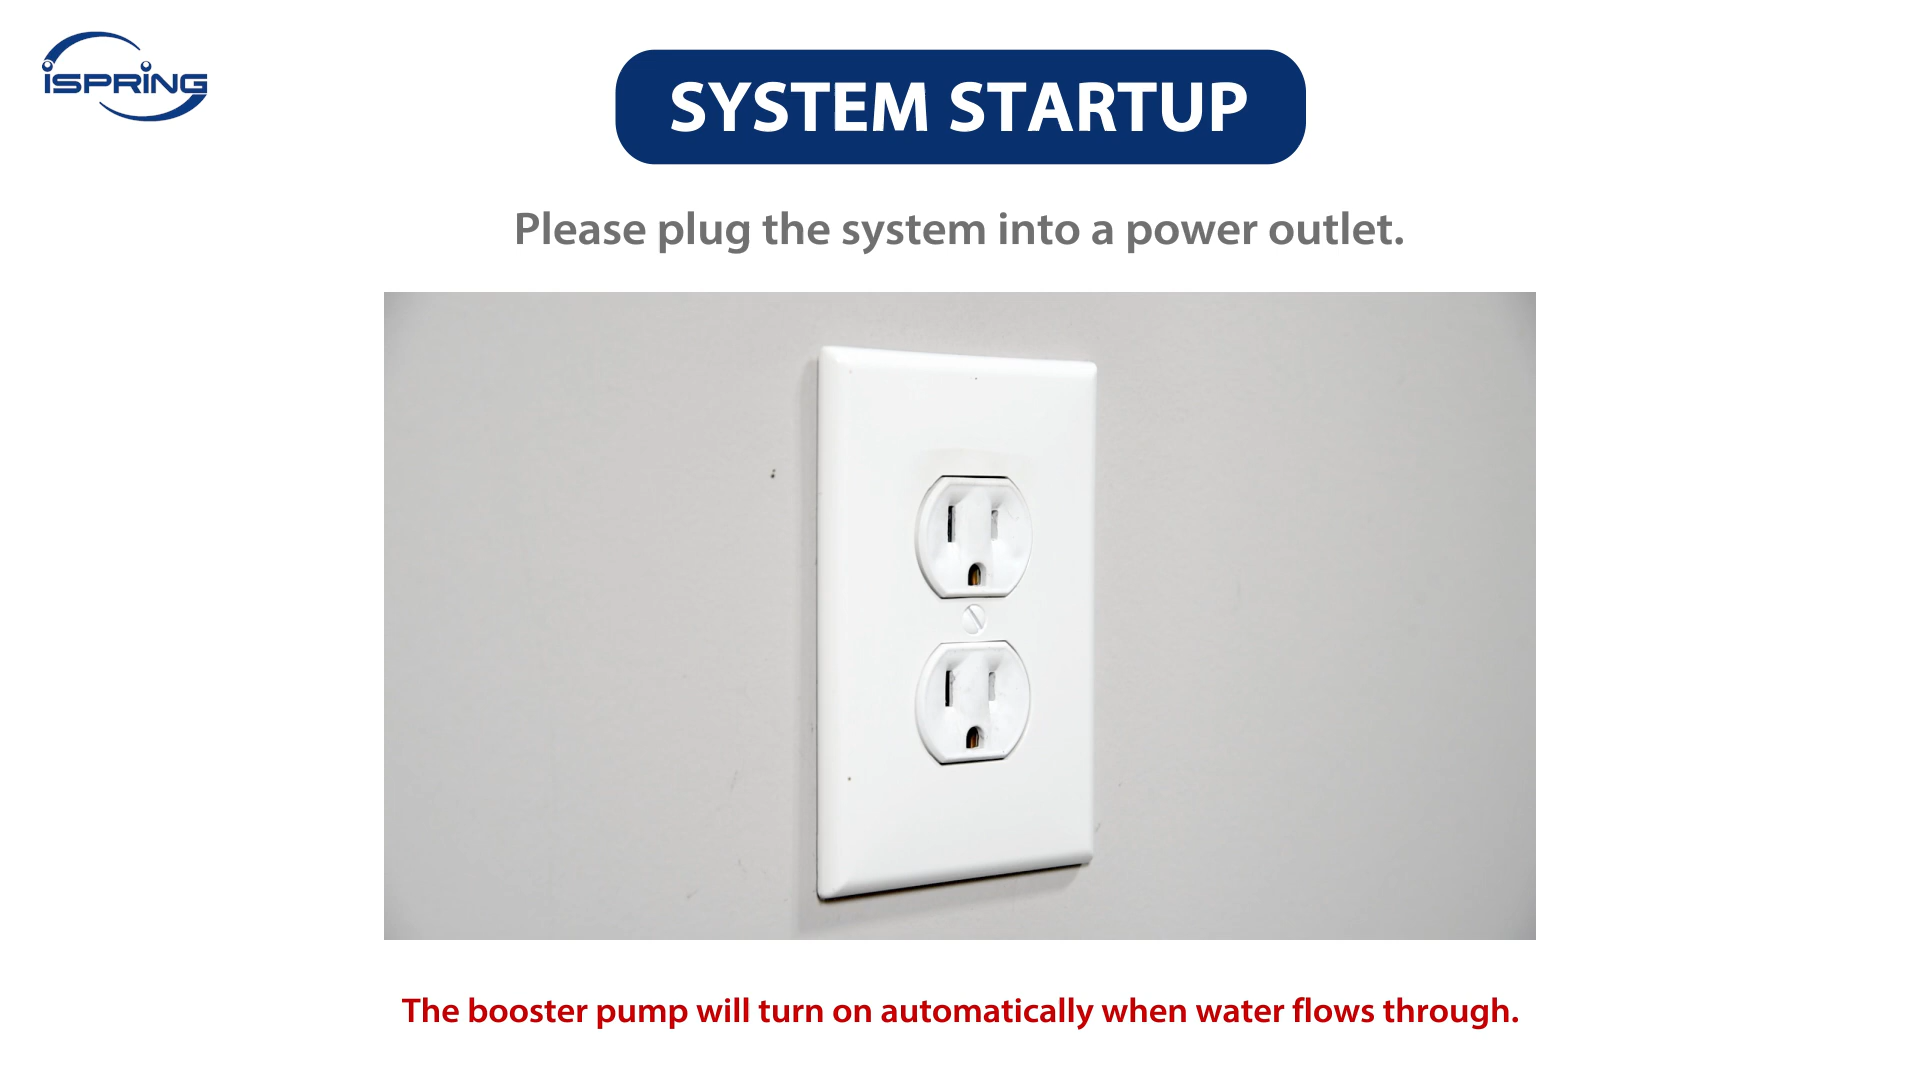 iSPRING
SYSTEM STARTUP
Please plug the system into a power outlet.
The booster pump will turn on automatically when water flows through.